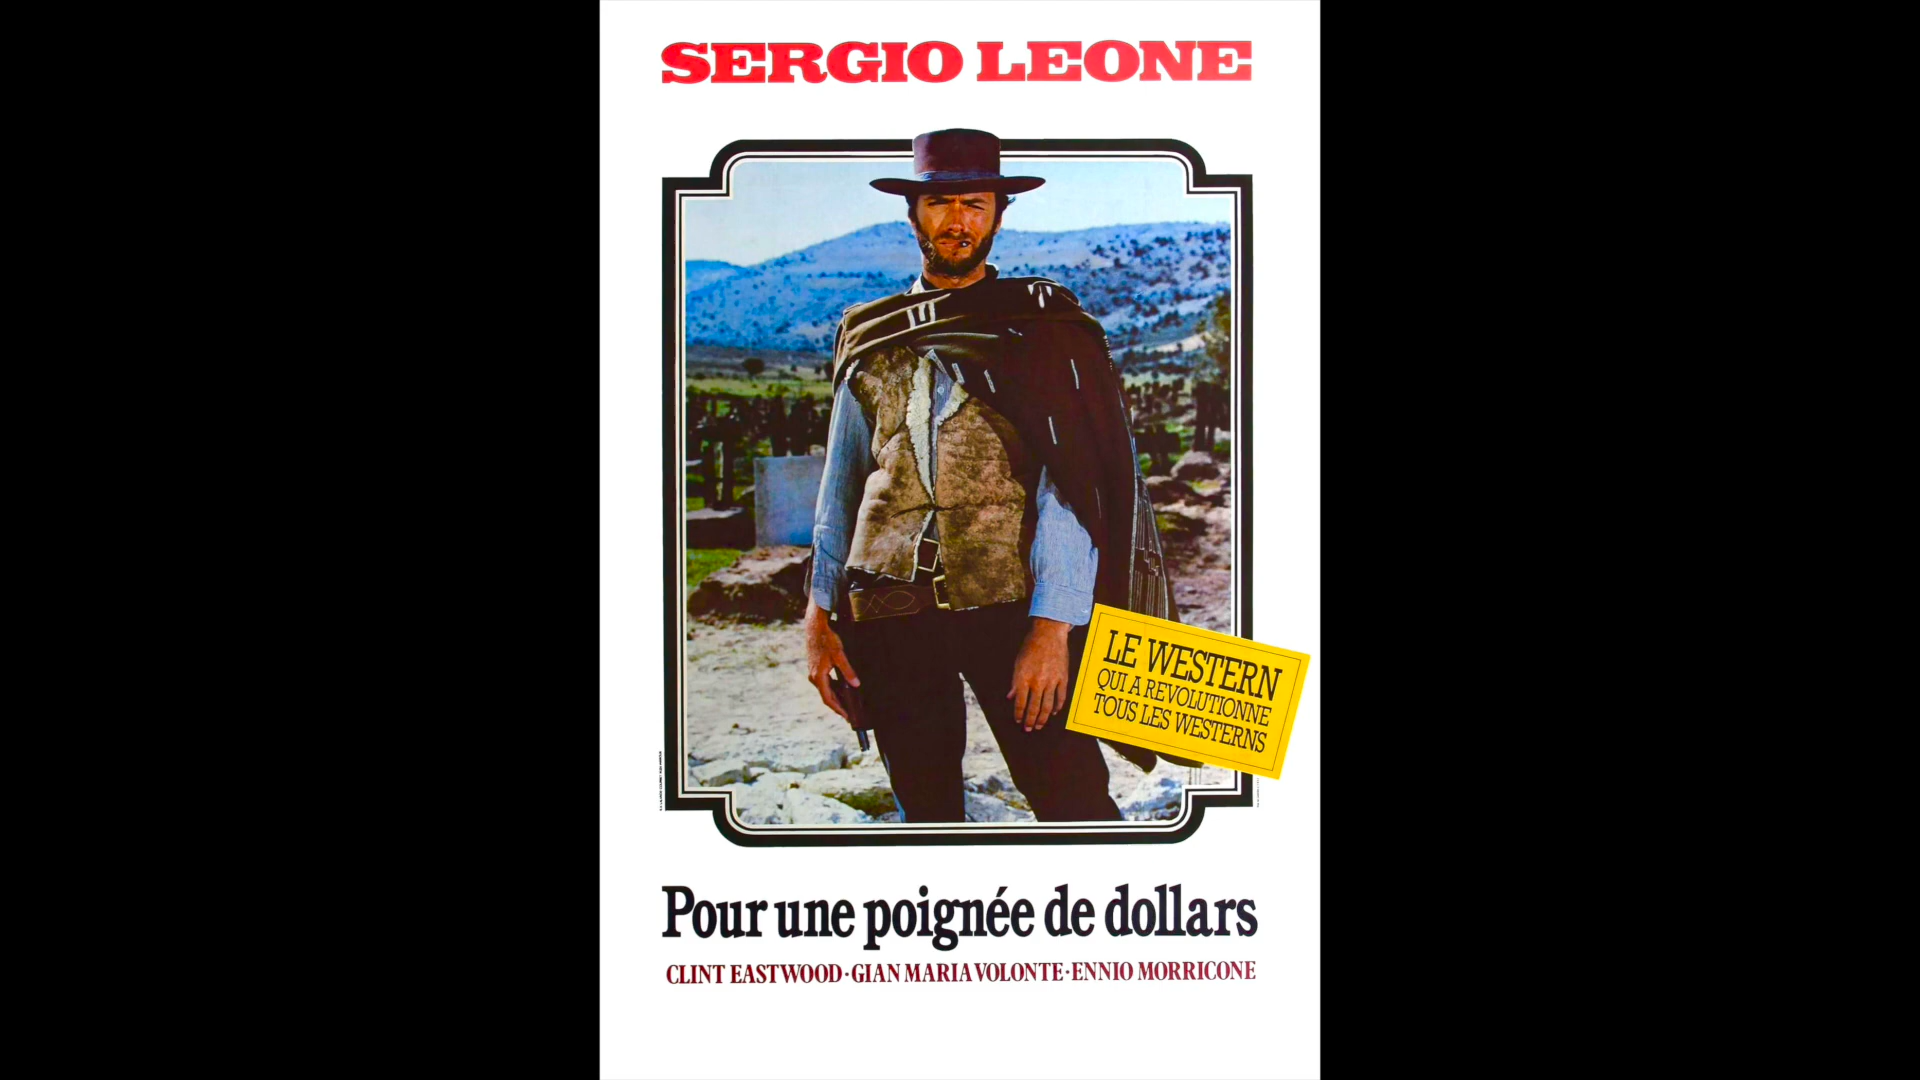 SERGIO LEONE
LE WESTERN
QUI A REVOLUTIONNE
TOUS LES WESTERNS
Pour une poignée de dollars
CLINT EASTWOOD·GIAN MARIA VOLONTE·ENNIO MORRICONE